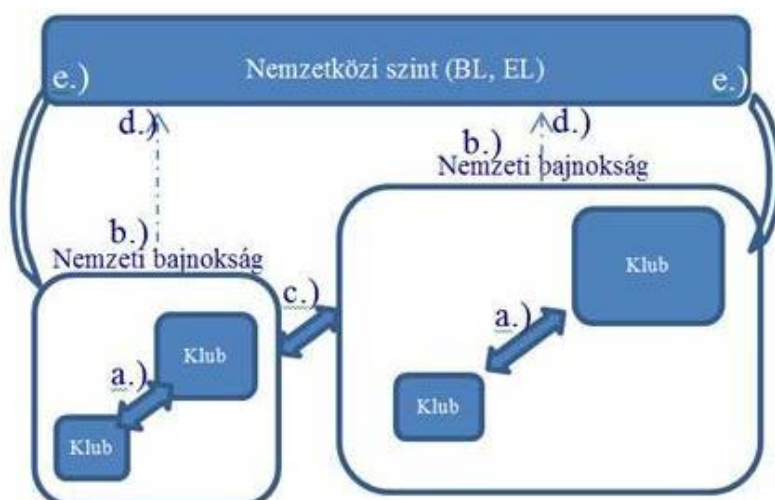 Nemzetközi szint (BL, EL)
e.)
e.)
d.)
d.)
b.)
Nemzeti bajnokság
b.)
Nemzeti bajnokság
Klub
c.)
a.)
Klub
a.)
Klub
Klub